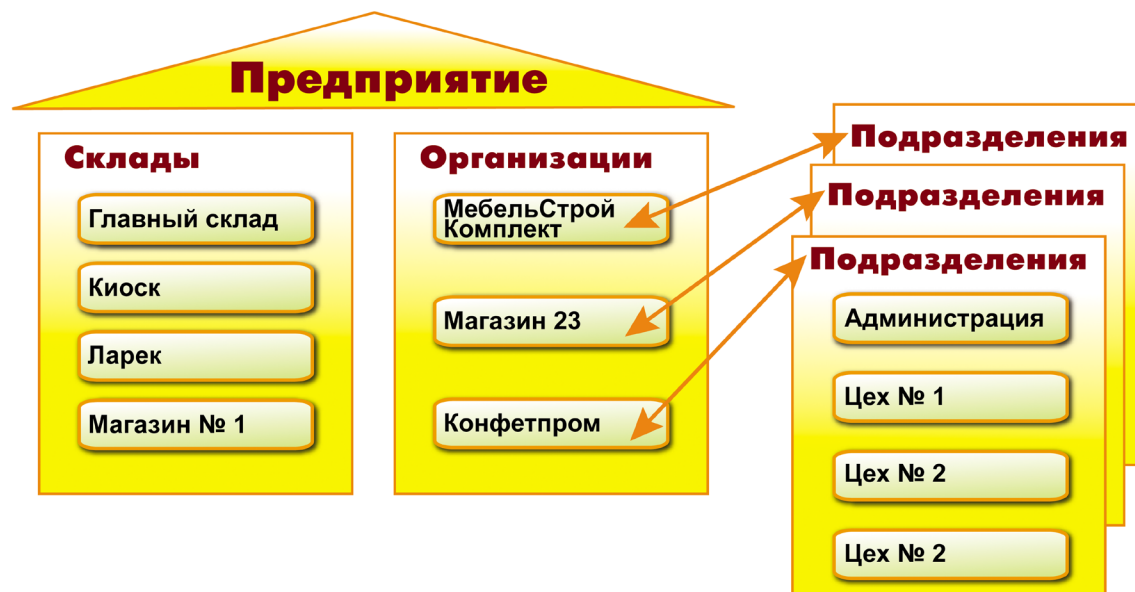 Предприятие
Склады
Главный склад
Киоск
Ларек
Магазин № 1
Организации
МебельСтрой
Комплект
Магазин 23
Конфетпром
Подразделения
Подразделения
Подразделения
Администрация
Цех № 1
Цех № 2
Цех № 2